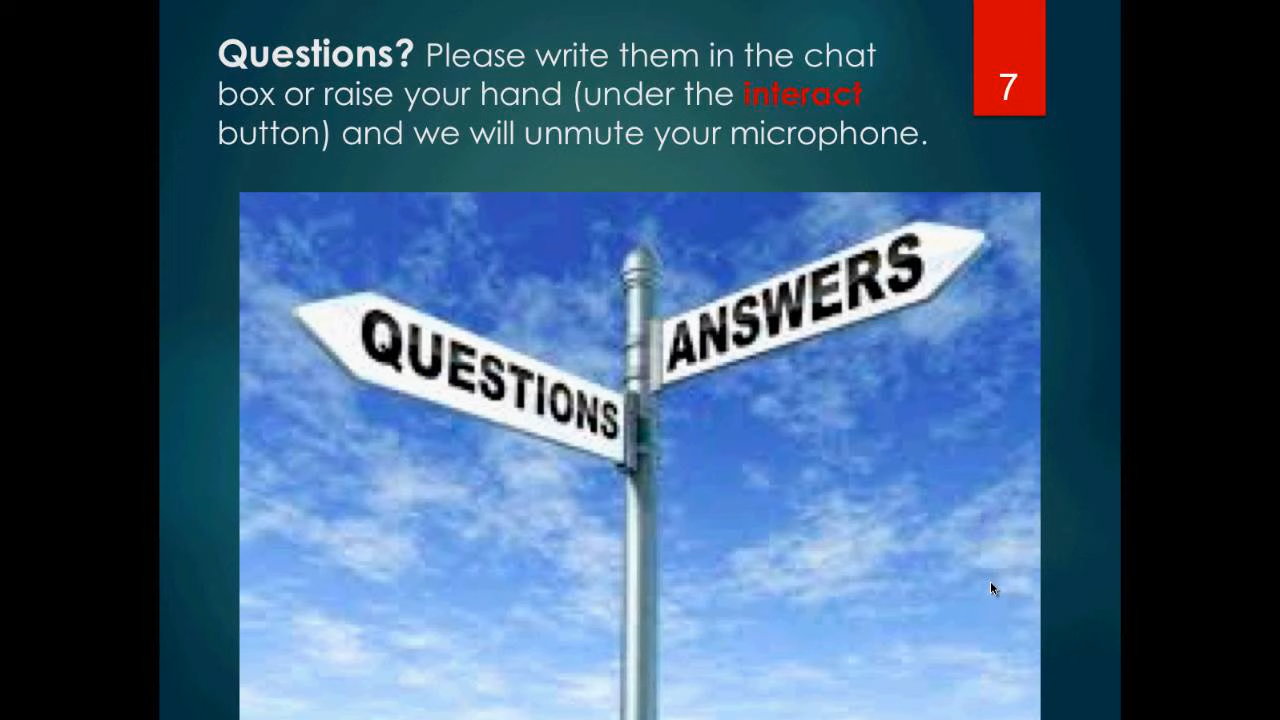 Questions? Please write them in the chat
box or raise your hand (under the interact
button) and we will unmute your microphone.
7
QUESTIONS
ANSWERS